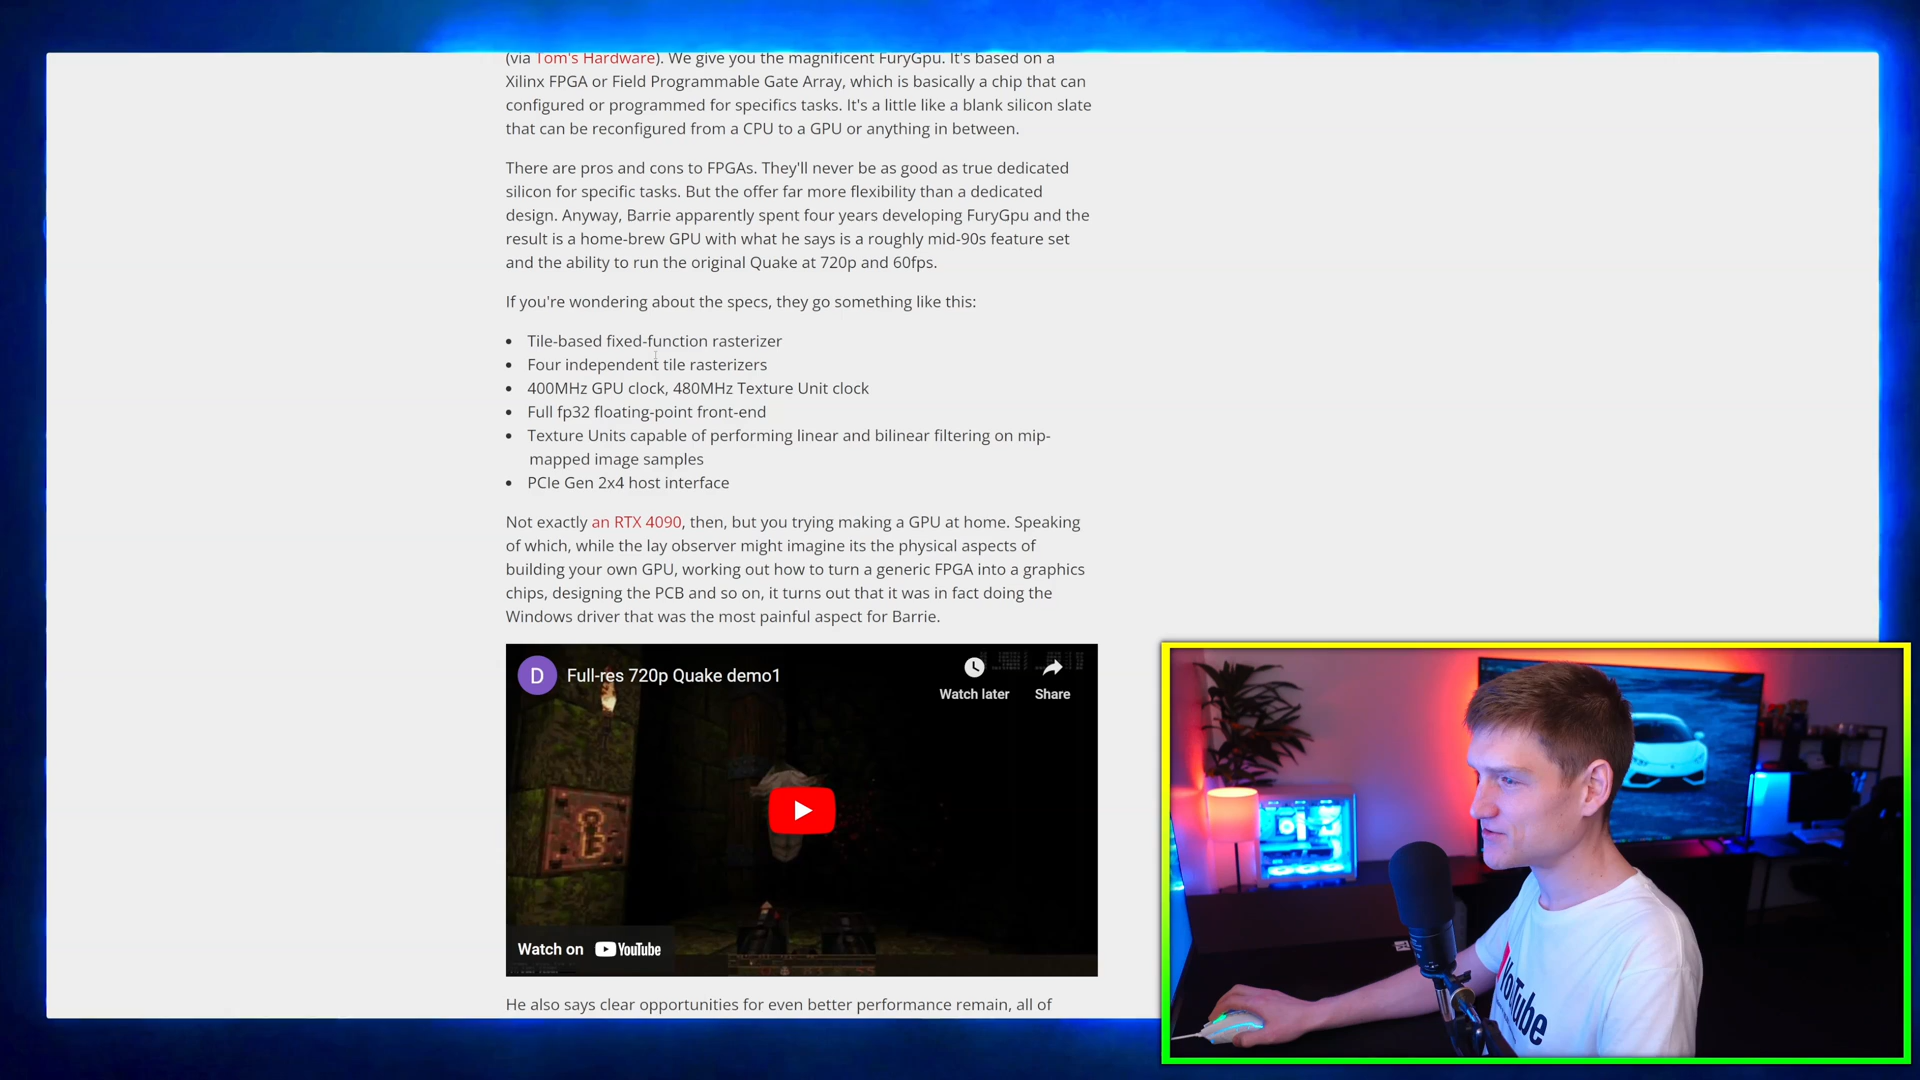 (via Tom's Hardware). We give you the magnificent FuryGpu. It's based on a
Xilinx FPGA or Field Programmable Gate Array, which is basically a chip that can
configured or programmed for specifics tasks. It's a little like a blank silicon slate
that can be reconfigured from a CPU to a GPU or anything in between.
There are pros and cons to FPGAs. They'll never be as good as true dedicated
silicon for specific tasks. But the offer far more flexibility than a dedicated
design. Anyway, Barrie apparently spent four years developing FuryGpu and the
result is a home-brew GPU with what he says is a roughly mid-90s feature set
and the ability to run the original Quake at 720p and 60fps.
If you're wondering about the specs, they go something like this:
• Tile-based fixed-function rasterizer
• Four independent tile rasterizers
• 400MHz GPU clock, 480MHz Texture Unit clock
• Full fp32 floating-point front-end
• Texture Units capable of performing linear and bilinear filtering on mip-
mapped image samples
• PCIe Gen 2x4 host interface
Not exactly an RTX 4090, then, but you trying making a GPU at home. Speaking
of which, while the lay observer might imagine its the physical aspects of
building your own GPU, working out how to turn a generic FPGA into a graphics
chips, designing the PCB and so on, it turns out that it was in fact doing the
Windows driver that was the most painful aspect for Barrie.
D
Full-res 720p Quake demo1
Watch later
Share
Watch on YouTube
He also says clear opportunities for even better performance remain, all of
YouTube